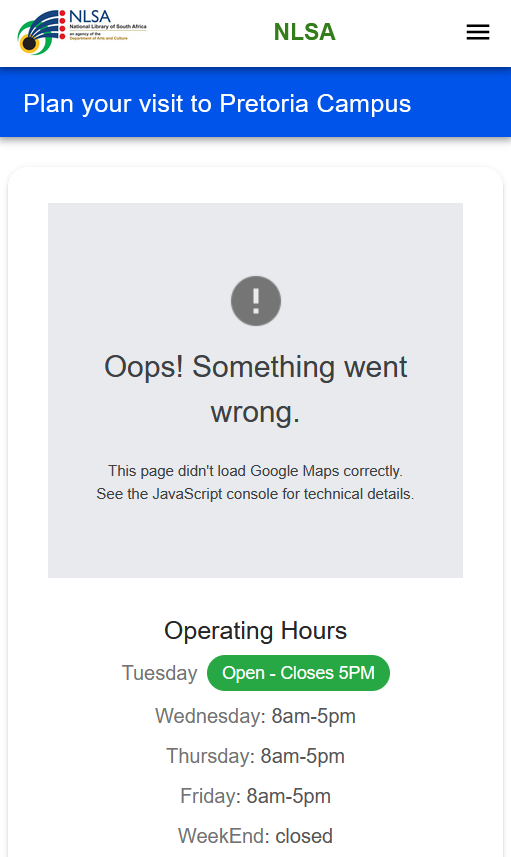 NLSA
National Library of South Africa
an agency of the
Department of Arts and Culture
NLSA
Plan your visit to Pretoria Campus
Oops! Something went
wrong.
This page didn't load Google Maps correctly.
See the JavaScript console for technical details.
Operating Hours
Tuesday Open - Closes 5PM
Wednesday: 8am-5pm
Thursday: 8am-5pm
Friday: 8am-5pm
WeekEnd: closed